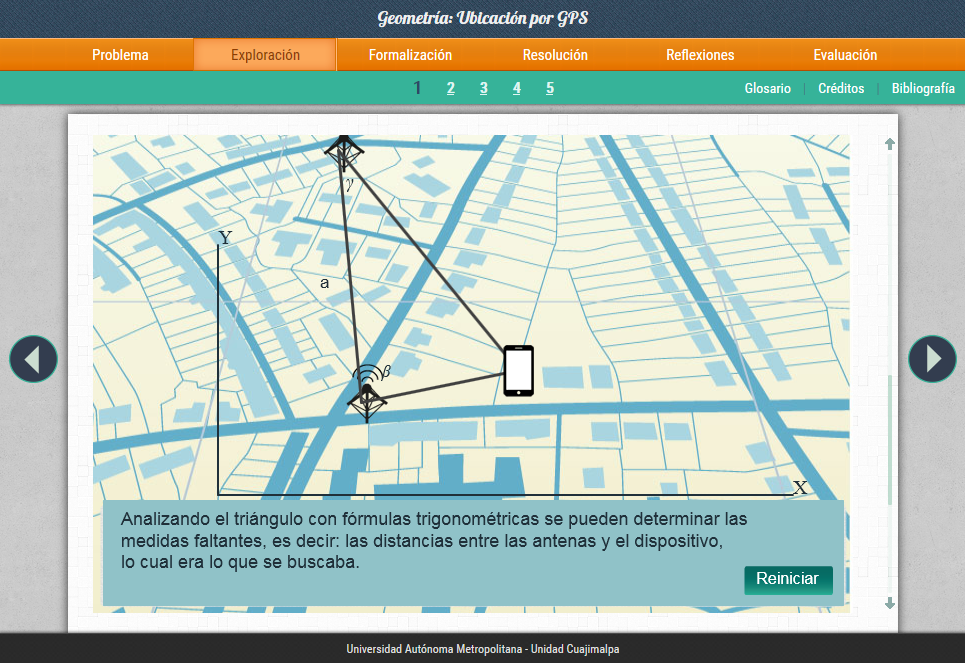 Geometría: Ubicación por GPS
Problema Exploración Formalización Resolución Reflexiones Evaluación
1 2 3 4 5 Glosario | Créditos | Bibliografía
γ
Y
a
β
X
Analizando el triángulo con fórmulas trigonométricas se pueden determinar las
medidas faltantes, es decir: las distancias entre las antenas y el dispositivo,
lo cual era lo que se buscaba.
Reiniciar
Universidad Autónoma Metropolitana - Unidad Cuajimalpa